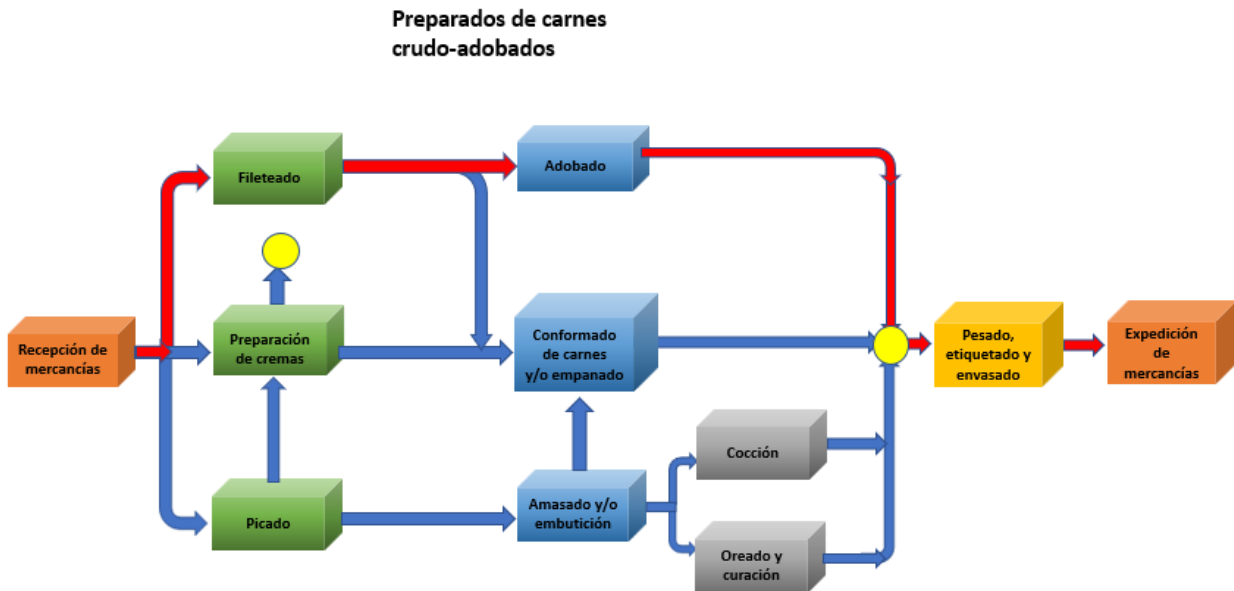 Preparados de carnes
crudo-adobados
Fileteado
Adobado
Recepción de
mercancías
Preparación
de cremas
Conformado
de carnes
y/o empanado
Pesado,
etiquetado y
envasado
Expedición
de
mercancías
Picado
Amasado y/o
embutición
Cocción
Oreado y
curación